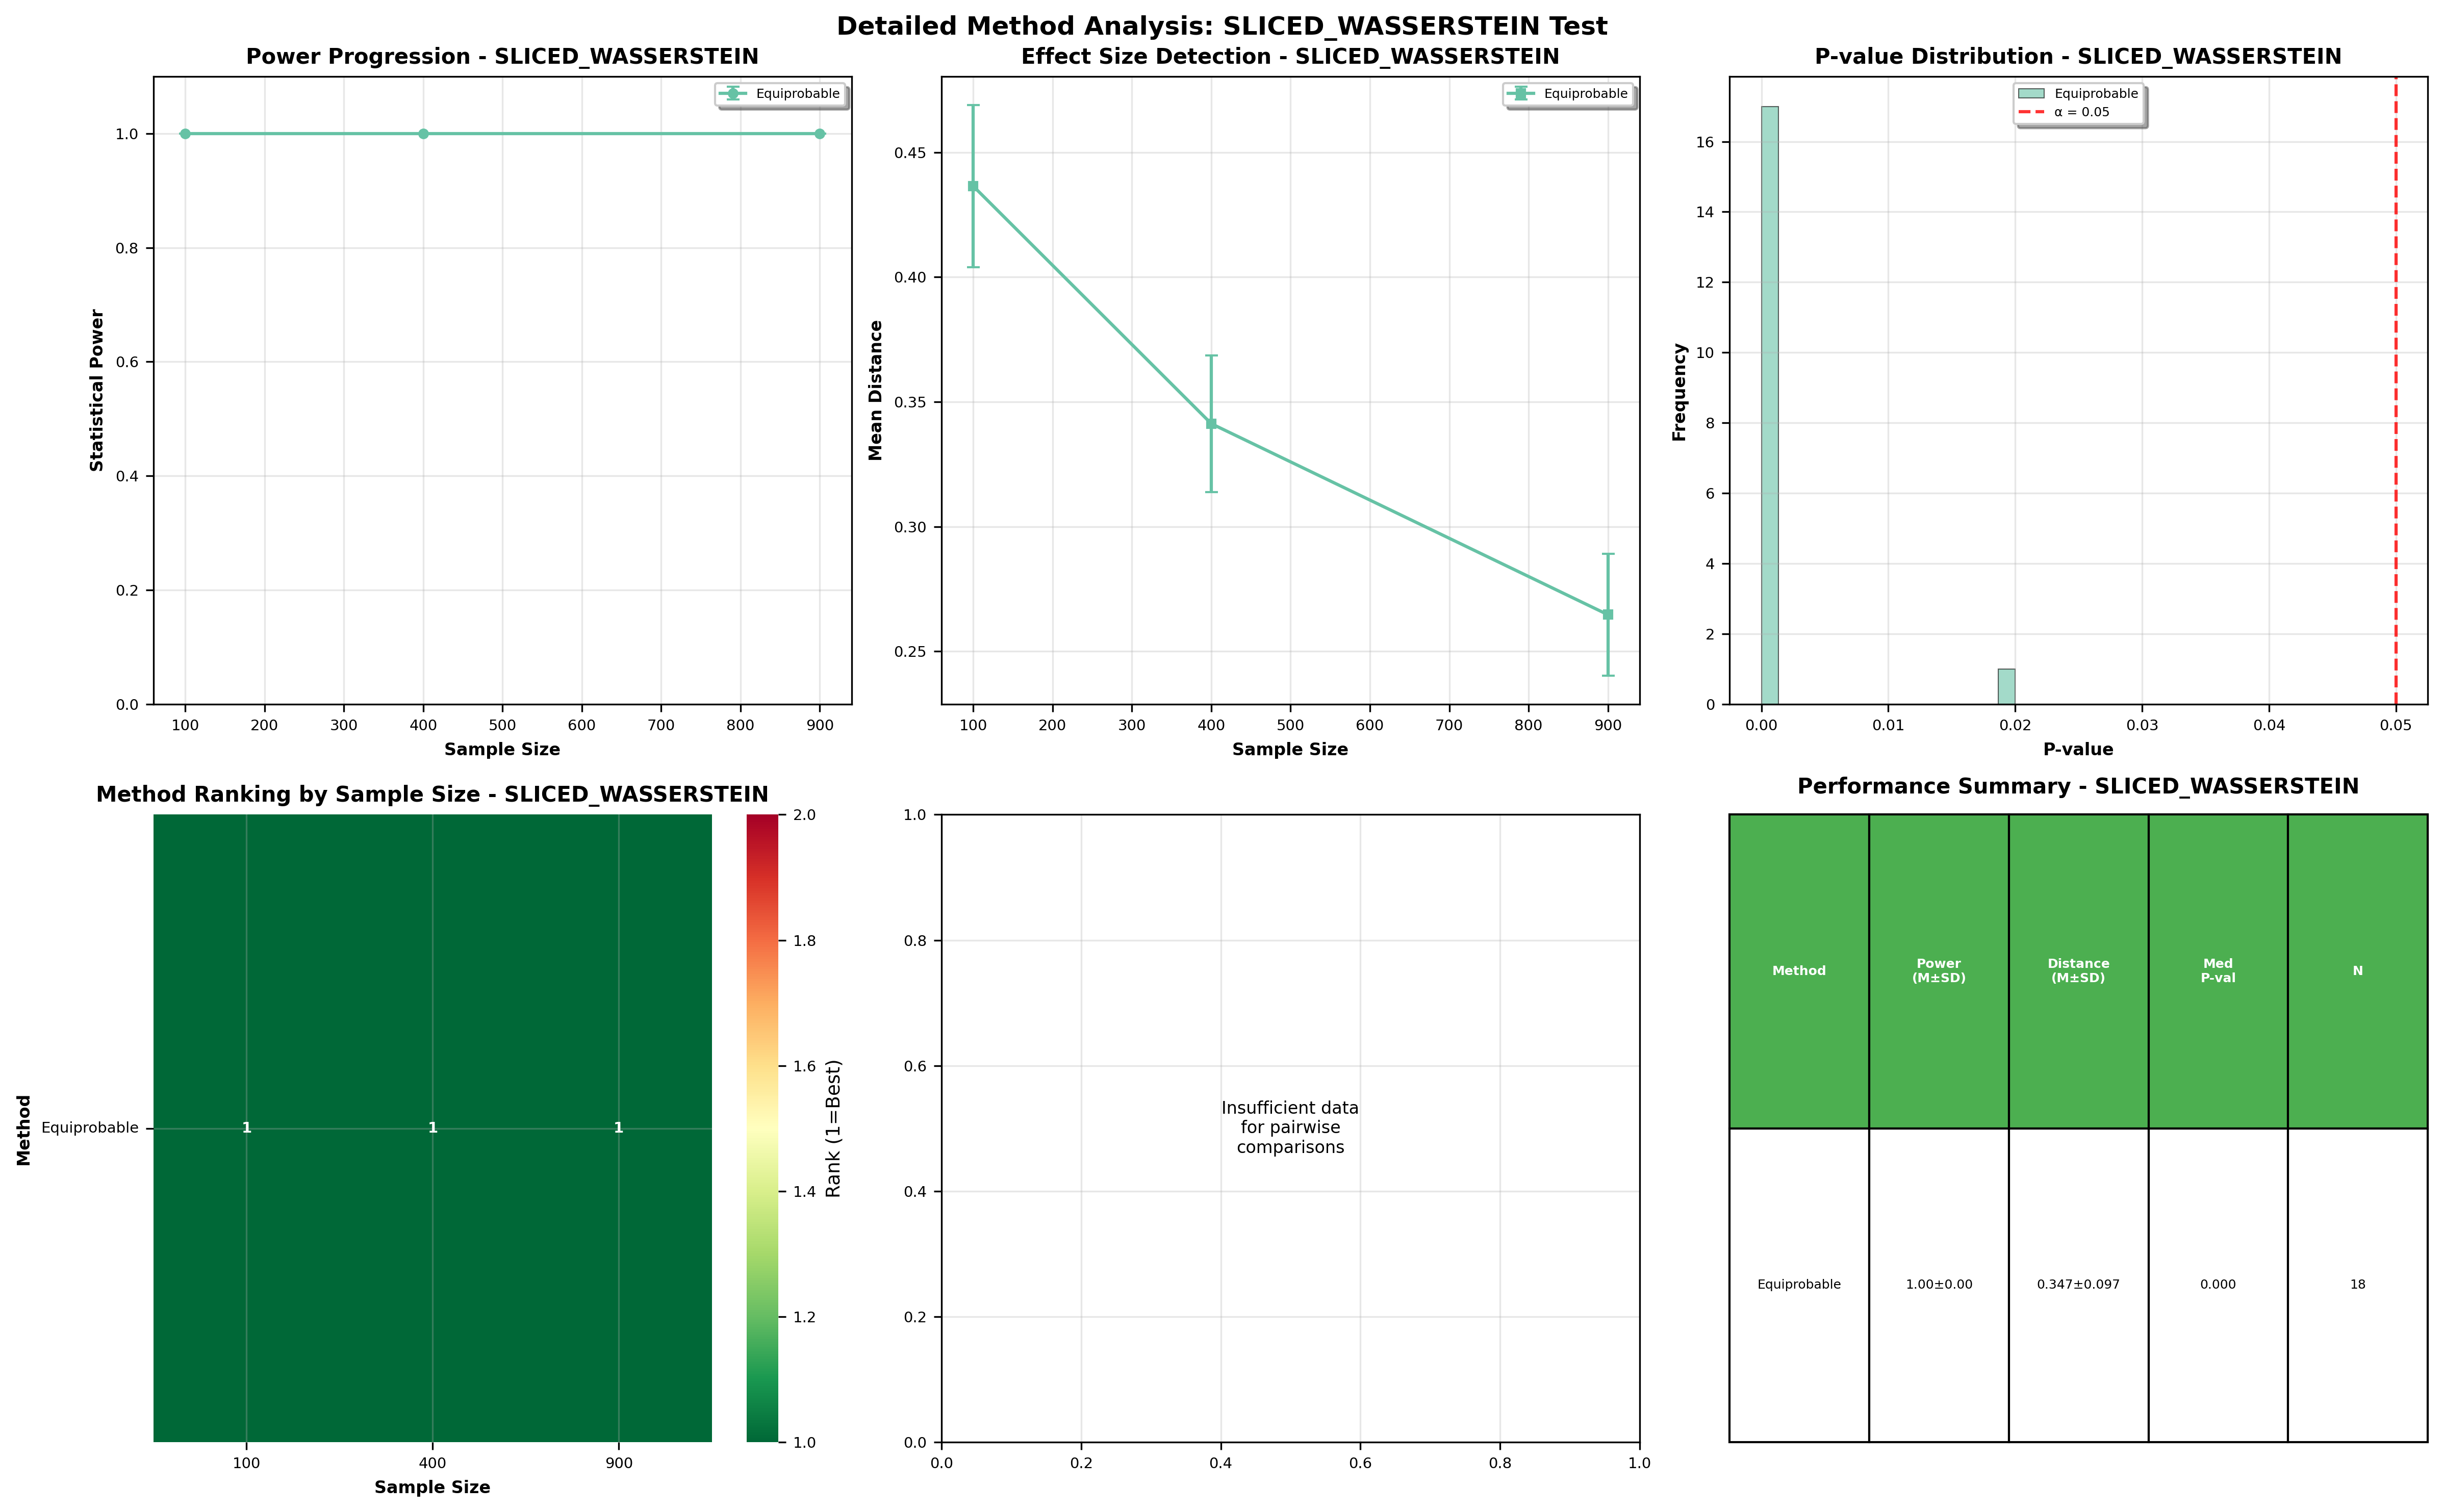 Detailed Method Analysis: SLICED_WASSERSTEIN Test
Power Progression - SLICED_WASSERSTEIN
Equiprobable
1.0
0.8
0.6
0.4
0.2
0.0
Statistical Power
100 200 300 400 500 600 700 800 900
Sample Size
Effect Size Detection - SLICED_WASSERSTEIN
Equiprobable
0.45
0.40
0.35
0.30
0.25
Mean Distance
100 200 300 400 500 600 700 800 900
Sample Size
P-value Distribution - SLICED_WASSERSTEIN
Equiprobable
α = 0.05
16
14
12
10
8
6
4
2
0
Frequency
0.00 0.01 0.02 0.03 0.04 0.05
P-value
Method Ranking by Sample Size - SLICED_WASSERSTEIN
Method
Equiprobable
1 1 1
100 400 900
Sample Size
2.0
1.8
1.6
1.4
1.2
1.0
Rank (1=Best)
1.0
0.8
0.6
0.4
0.2
0.0
Insufficient data
for pairwise
comparisons
0.0 0.2 0.4 0.6 0.8 1.0
Performance Summary - SLICED_WASSERSTEIN
Method
Power
(M±SD)
Distance
(M±SD)
Med
P-val
N
Equiprobable 1.00±0.00 0.347±0.097 0.000 18